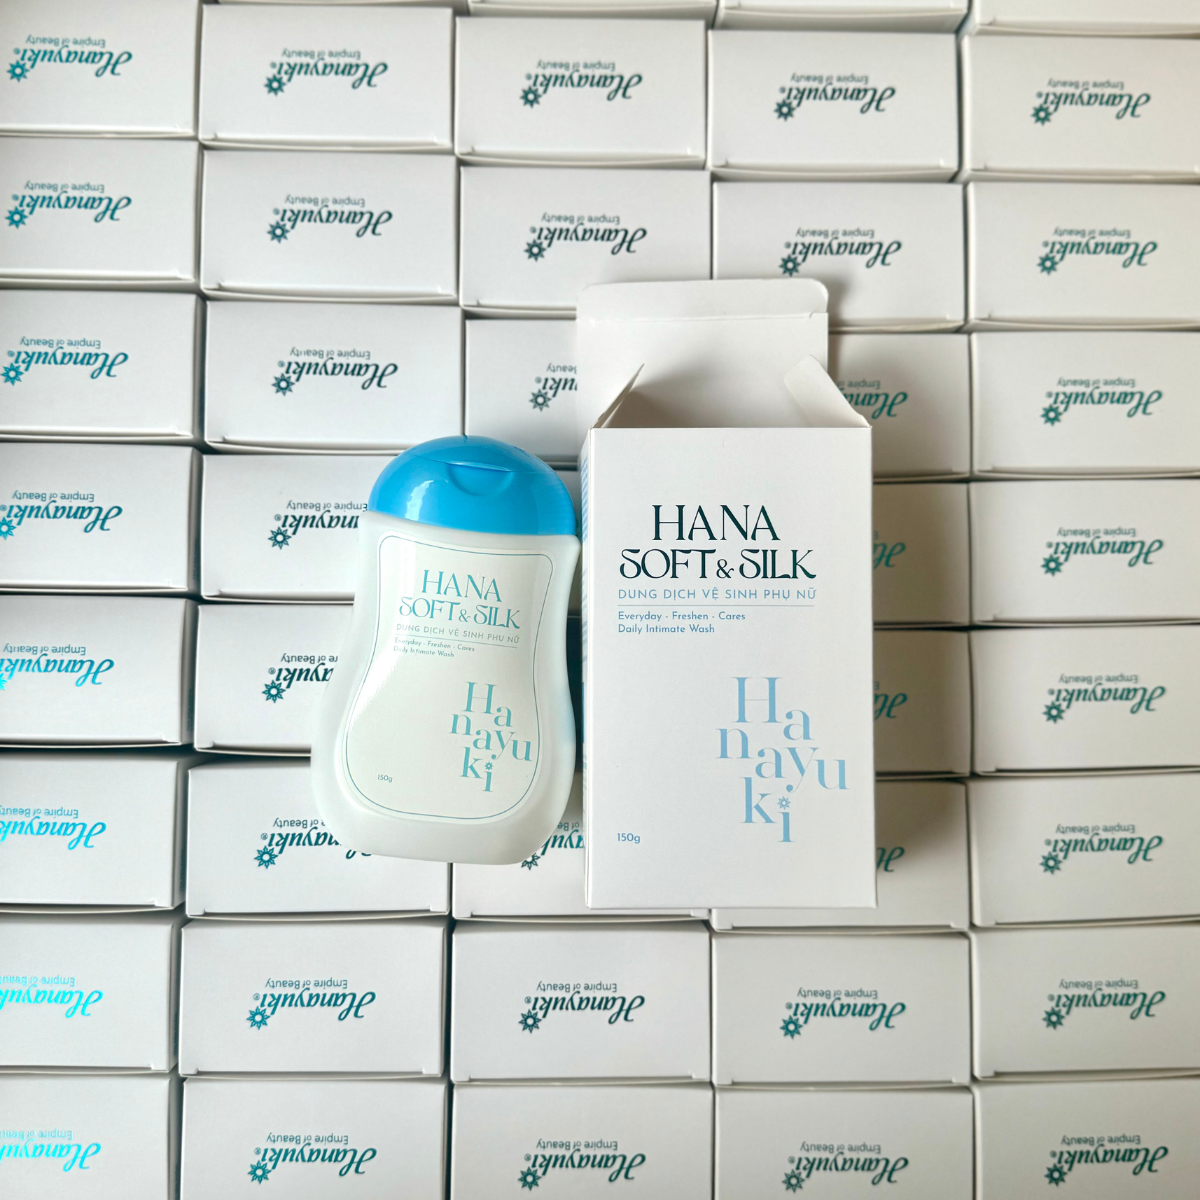 HANA
SOFT & SILK
DUNG DỊCH VỆ SINH PHỤ NỮ
Everyday - Freshen - Cares
Daily Intimate Wash
Ha
nayu
ki
150g
HANA
SOFT & SILK
DUNG DỊCH VỆ SINH PHỤ NỮ
Everyday - Freshen - Cares
Daily Intimate Wash
Ha
nayu
ki
150g
Hanayuki®
Empire of Beauty